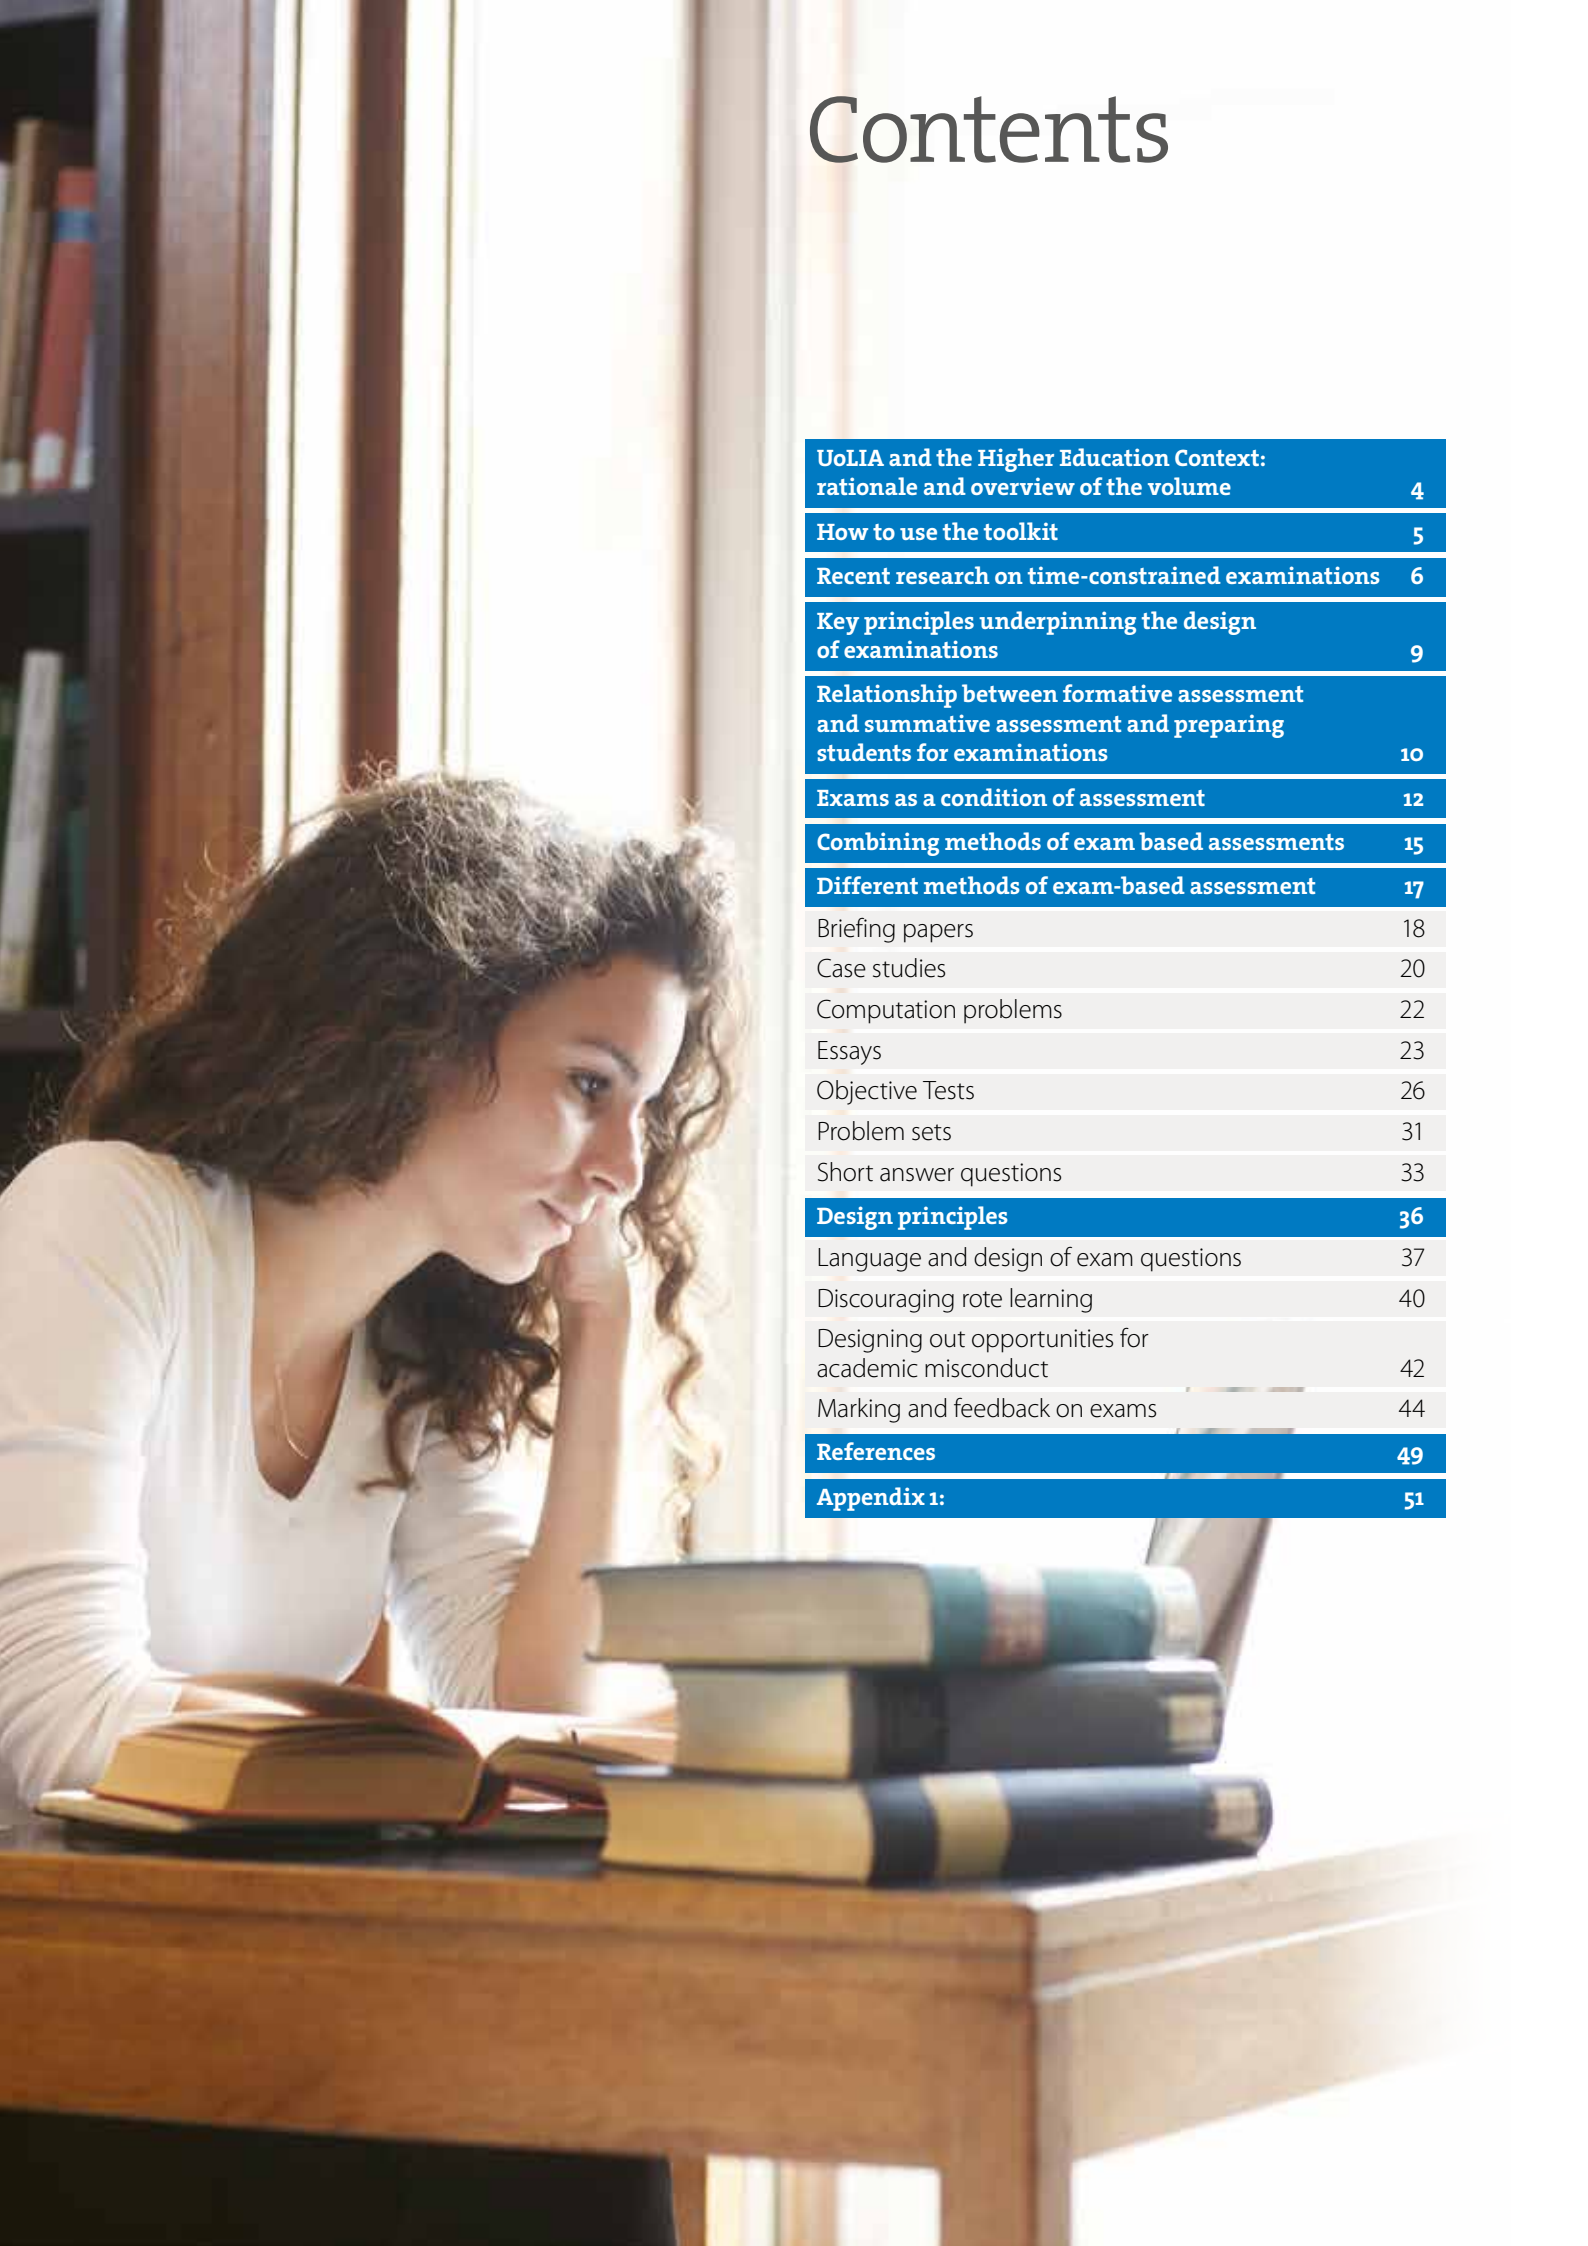 Contents
UoLIA and the Higher Education Context:
rationale and overview of the volume 4
How to use the toolkit 5
Recent research on time-constrained examinations 6
Key principles underpinning the design
of examinations 9
Relationship between formative assessment
and summative assessment and preparing
students for examinations 10
Exams as a condition of assessment 12
Combining methods of exam based assessments 15
Different methods of exam-based assessment 17
Briefing papers 18
Case studies 20
Computation problems 22
Essays 23
Objective Tests 26
Problem sets 31
Short answer questions 33
Design principles 36
Language and design of exam questions 37
Discouraging rote learning 40
Designing out opportunities for
academic misconduct 42
Marking and feedback on exams 44
References 49
Appendix 1: 51